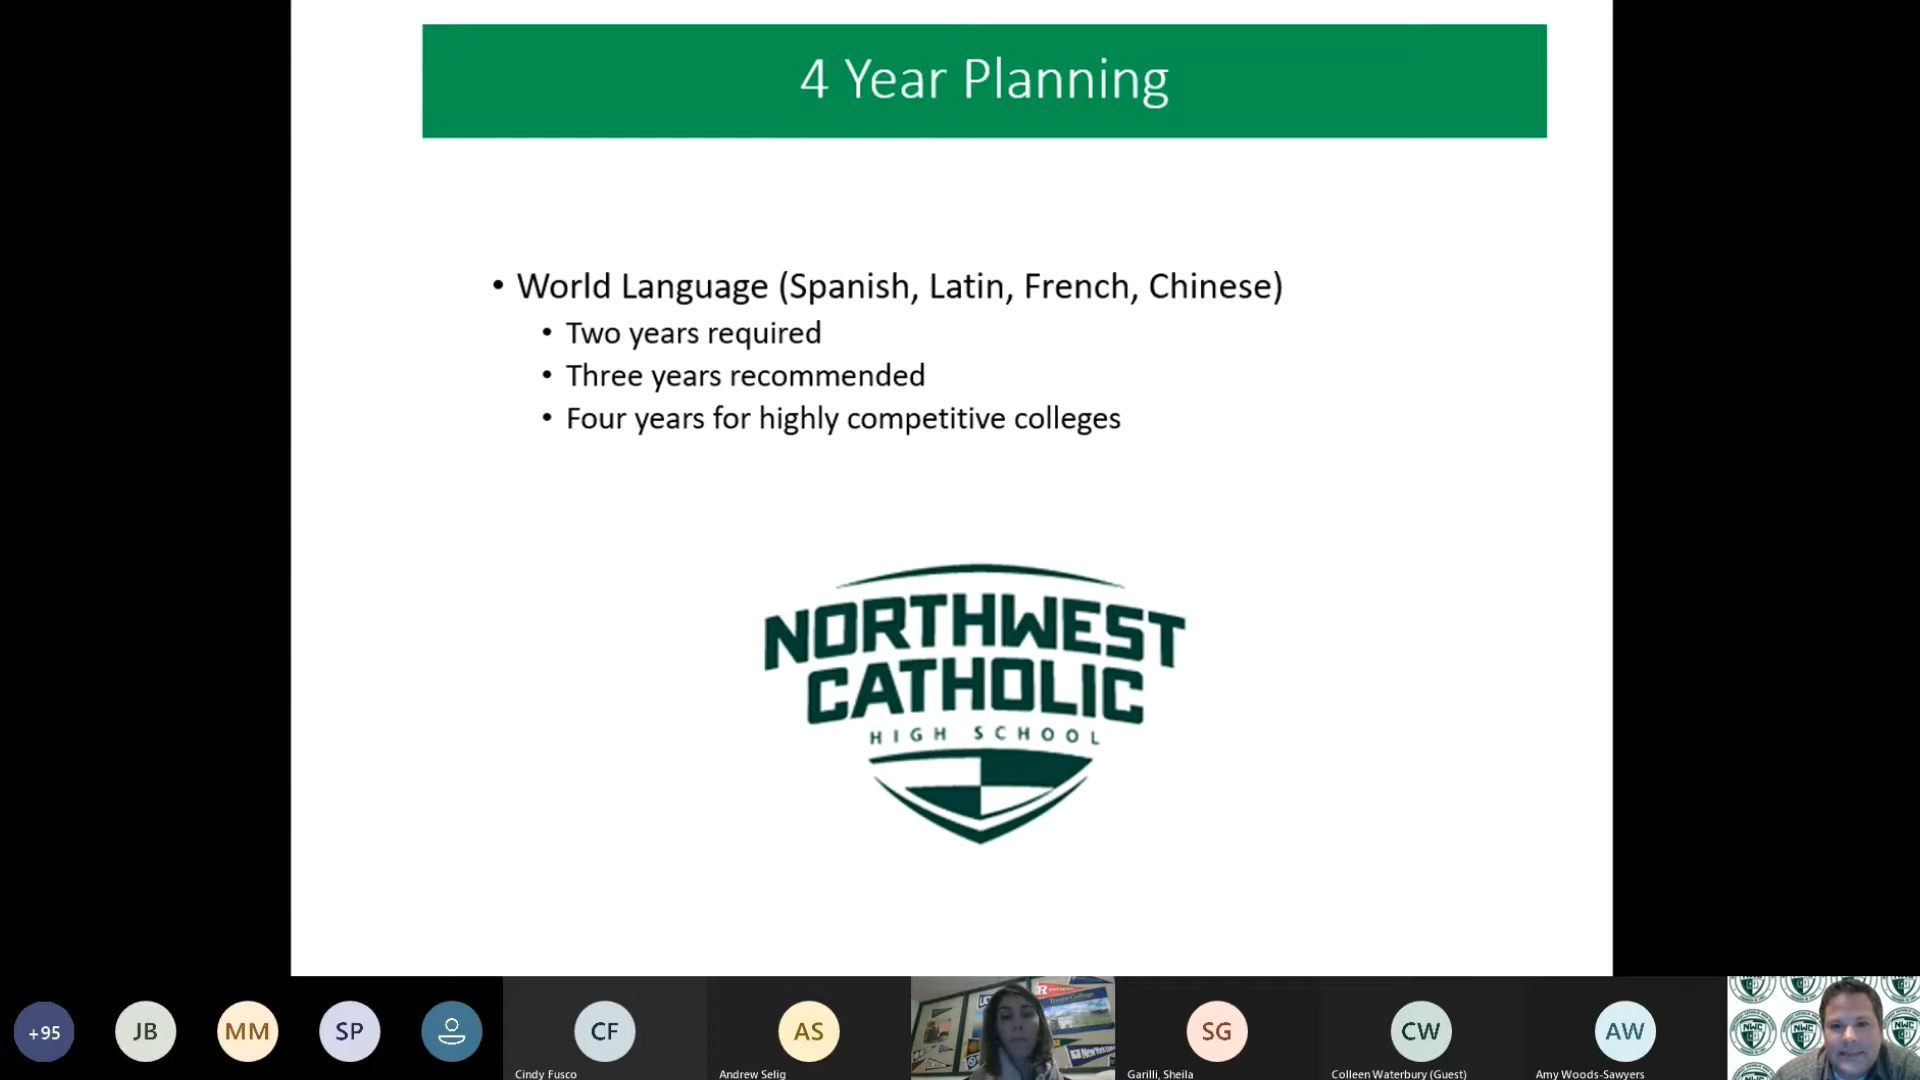 4 Year Planning
• World Language (Spanish, Latin, French, Chinese)
• Two years required
• Three years recommended
• Four years for highly competitive colleges
NORTHWEST
CATHOLIC
HIGH SCHOOL
+95
JB
MM
SP
CF
AS
SG
CW
AW
Cindy Fusco
Andrew Selig
Garilli, Sheila
Colleen Waterbury (Guest)
Amy Woods-Sawyers
NWC
NWC